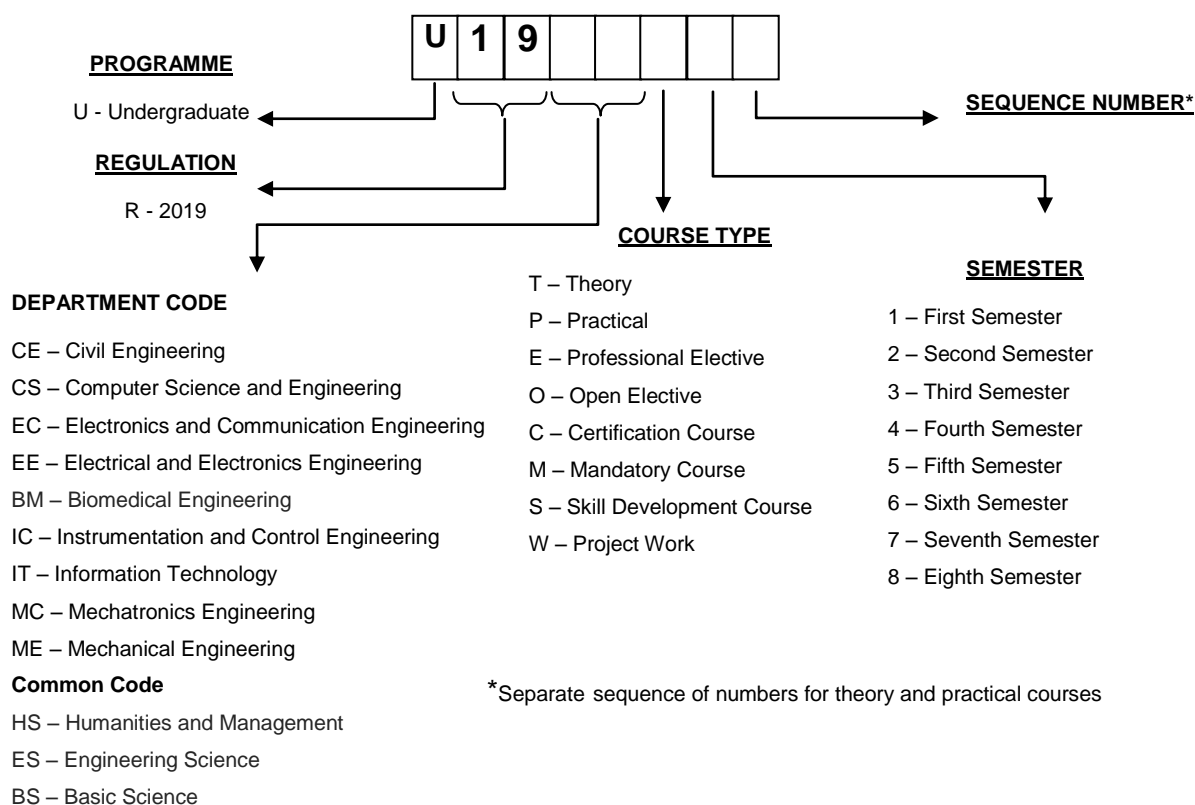 U 1 9
PROGRAMME
U - Undergraduate
SEQUENCE NUMBER*
REGULATION
R - 2019
COURSE TYPE
T – Theory
P – Practical
E – Professional Elective
O – Open Elective
C – Certification Course
M – Mandatory Course
S – Skill Development Course
W – Project Work
SEMESTER
1 – First Semester
2 – Second Semester
3 – Third Semester
4 – Fourth Semester
5 – Fifth Semester
6 – Sixth Semester
7 – Seventh Semester
8 – Eighth Semester
DEPARTMENT CODE
CE – Civil Engineering
CS – Computer Science and Engineering
EC – Electronics and Communication Engineering
EE – Electrical and Electronics Engineering
BM – Biomedical Engineering
IC – Instrumentation and Control Engineering
IT – Information Technology
MC – Mechatronics Engineering
ME – Mechanical Engineering
Common Code
HS – Humanities and Management
ES – Engineering Science
BS – Basic Science
*Separate sequence of numbers for theory and practical courses